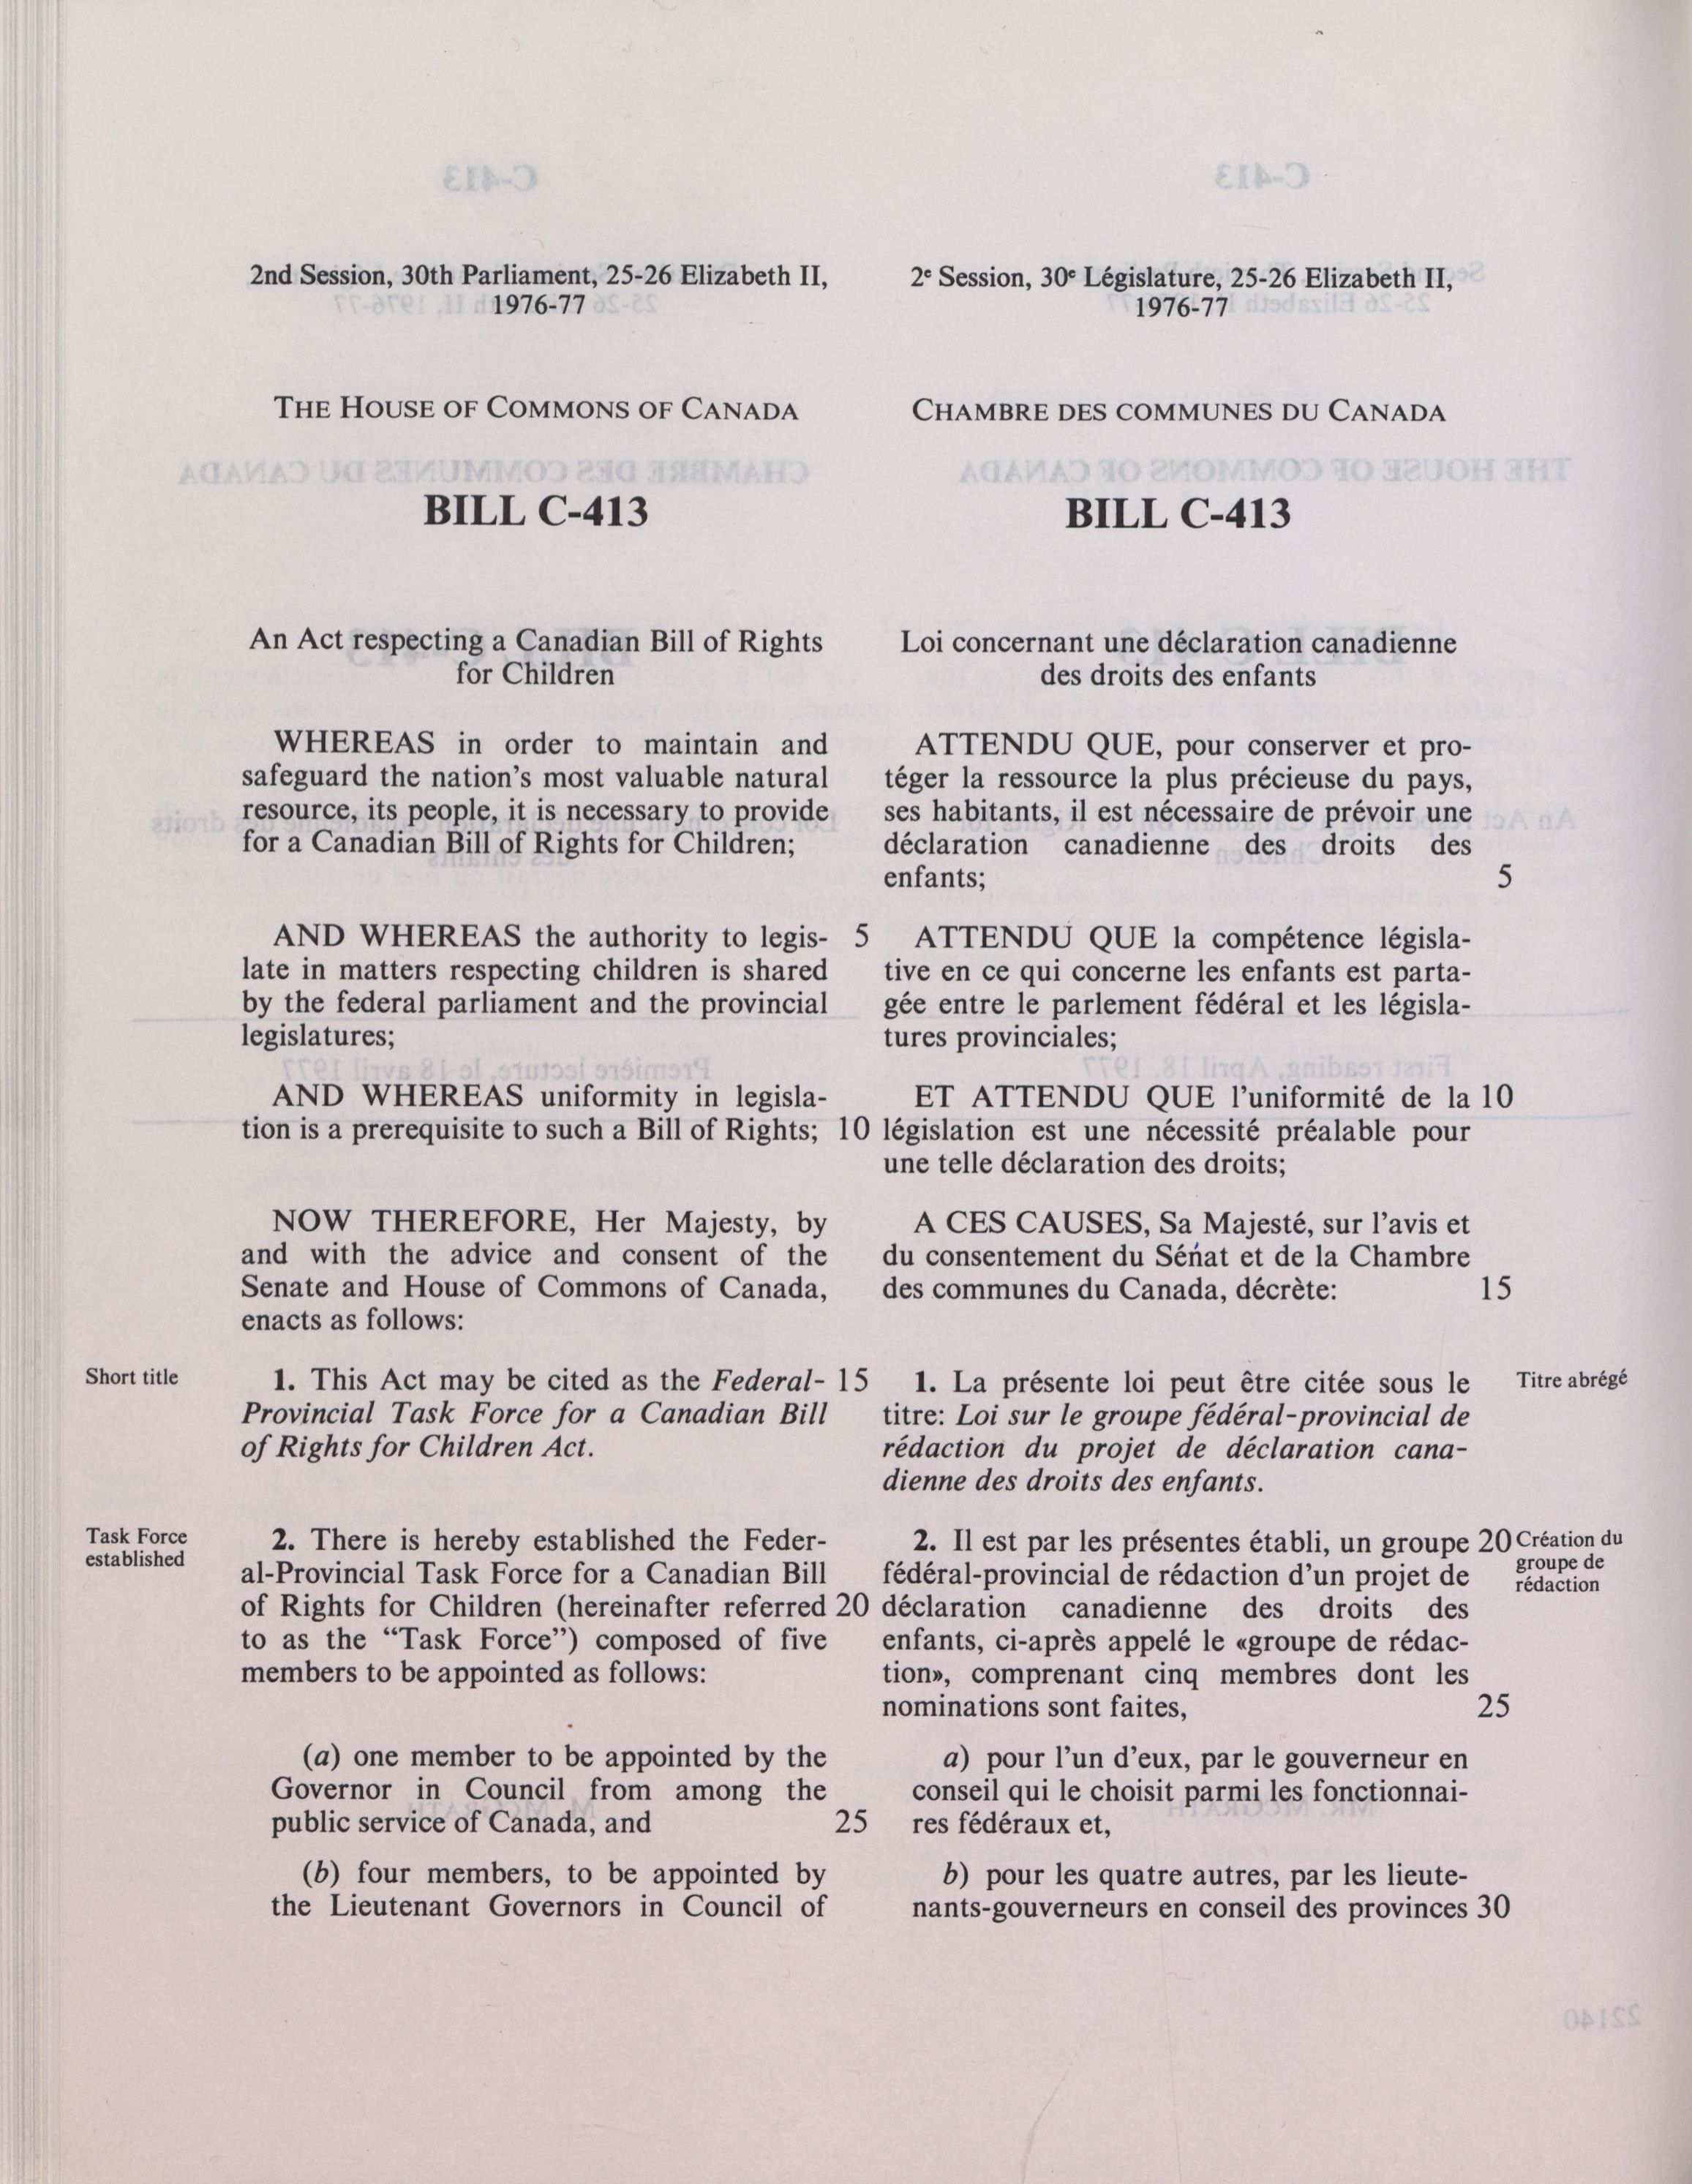 2nd Session, 30th Parliament, 25-26 Elizabeth II,
1976-77
THE HOUSE OF COMMONS OF CANADA
BILL C-413
An Act respecting a Canadian Bill of Rights
for Children
WHEREAS in order to maintain and
safeguard the nation's most valuable natural
resource, its people, it is necessary to provide
for a Canadian Bill of Rights for Children;
AND WHEREAS the authority to legis- 5
late in matters respecting children is shared
by the federal parliament and the provincial
legislatures;
AND WHEREAS uniformity in legisla-
tion is a prerequisite to such a Bill of Rights; 10
NOW THEREFORE, Her Majesty, by
and with the advice and consent of the
Senate and House of Commons of Canada,
enacts as follows:
Short title
1. This Act may be cited as the Federal- 15
Provincial Task Force for a Canadian Bill
of Rights for Children Act.
Task Force
established
2. There is hereby established the Feder-
al-Provincial Task Force for a Canadian Bill
of Rights for Children (hereinafter referred 20
to as the “Task Force”) composed of five
members to be appointed as follows:
(a) one member to be appointed by the
Governor in Council from among the
public service of Canada, and 25
(b) four members, to be appointed by
the Lieutenant Governors in Council of
2e Session, 30e Législature, 25-26 Elizabeth II,
1976-77
CHAMBRE DES COMMUNES DU CANADA
BILL C-413
Loi concernant une déclaration canadienne
des droits des enfants
ATTENDU QUE, pour conserver et pro-
téger la ressource la plus précieuse du pays,
ses habitants, il est nécessaire de prévoir une
déclaration canadienne des droits des
enfants; 5
ATTENDU QUE la compétence législa-
tive en ce qui concerne les enfants est parta-
gée entre le parlement fédéral et les législa-
tures provinciales;
ET ATTENDU QUE l'uniformité de la 10
législation est une nécessité préalable pour
une telle déclaration des droits;
A CES CAUSES, Sa Majesté, sur l'avis et
du consentement du Sénat et de la Chambre
des communes du Canada, décrète: 15
1. La présente loi peut être citée sous le
titre: Loi sur le groupe fédéral-provincial de
rédaction du projet de déclaration cana-
dienne des droits des enfants.
Titre abrégé
2. Il est par les présentes établi, un groupe 20
fédéral-provincial de rédaction d'un projet de
déclaration canadienne des droits des
enfants, ci-après appelé le «groupe de rédac-
tion», comprenant cinq membres dont les
nominations sont faites, 25
Création du
groupe de
rédaction
a) pour l'un d'eux, par le gouverneur en
conseil qui le choisit parmi les fonctionnai-
res fédéraux et,
b) pour les quatre autres, par les lieute-
nants-gouverneurs en conseil des provinces 30